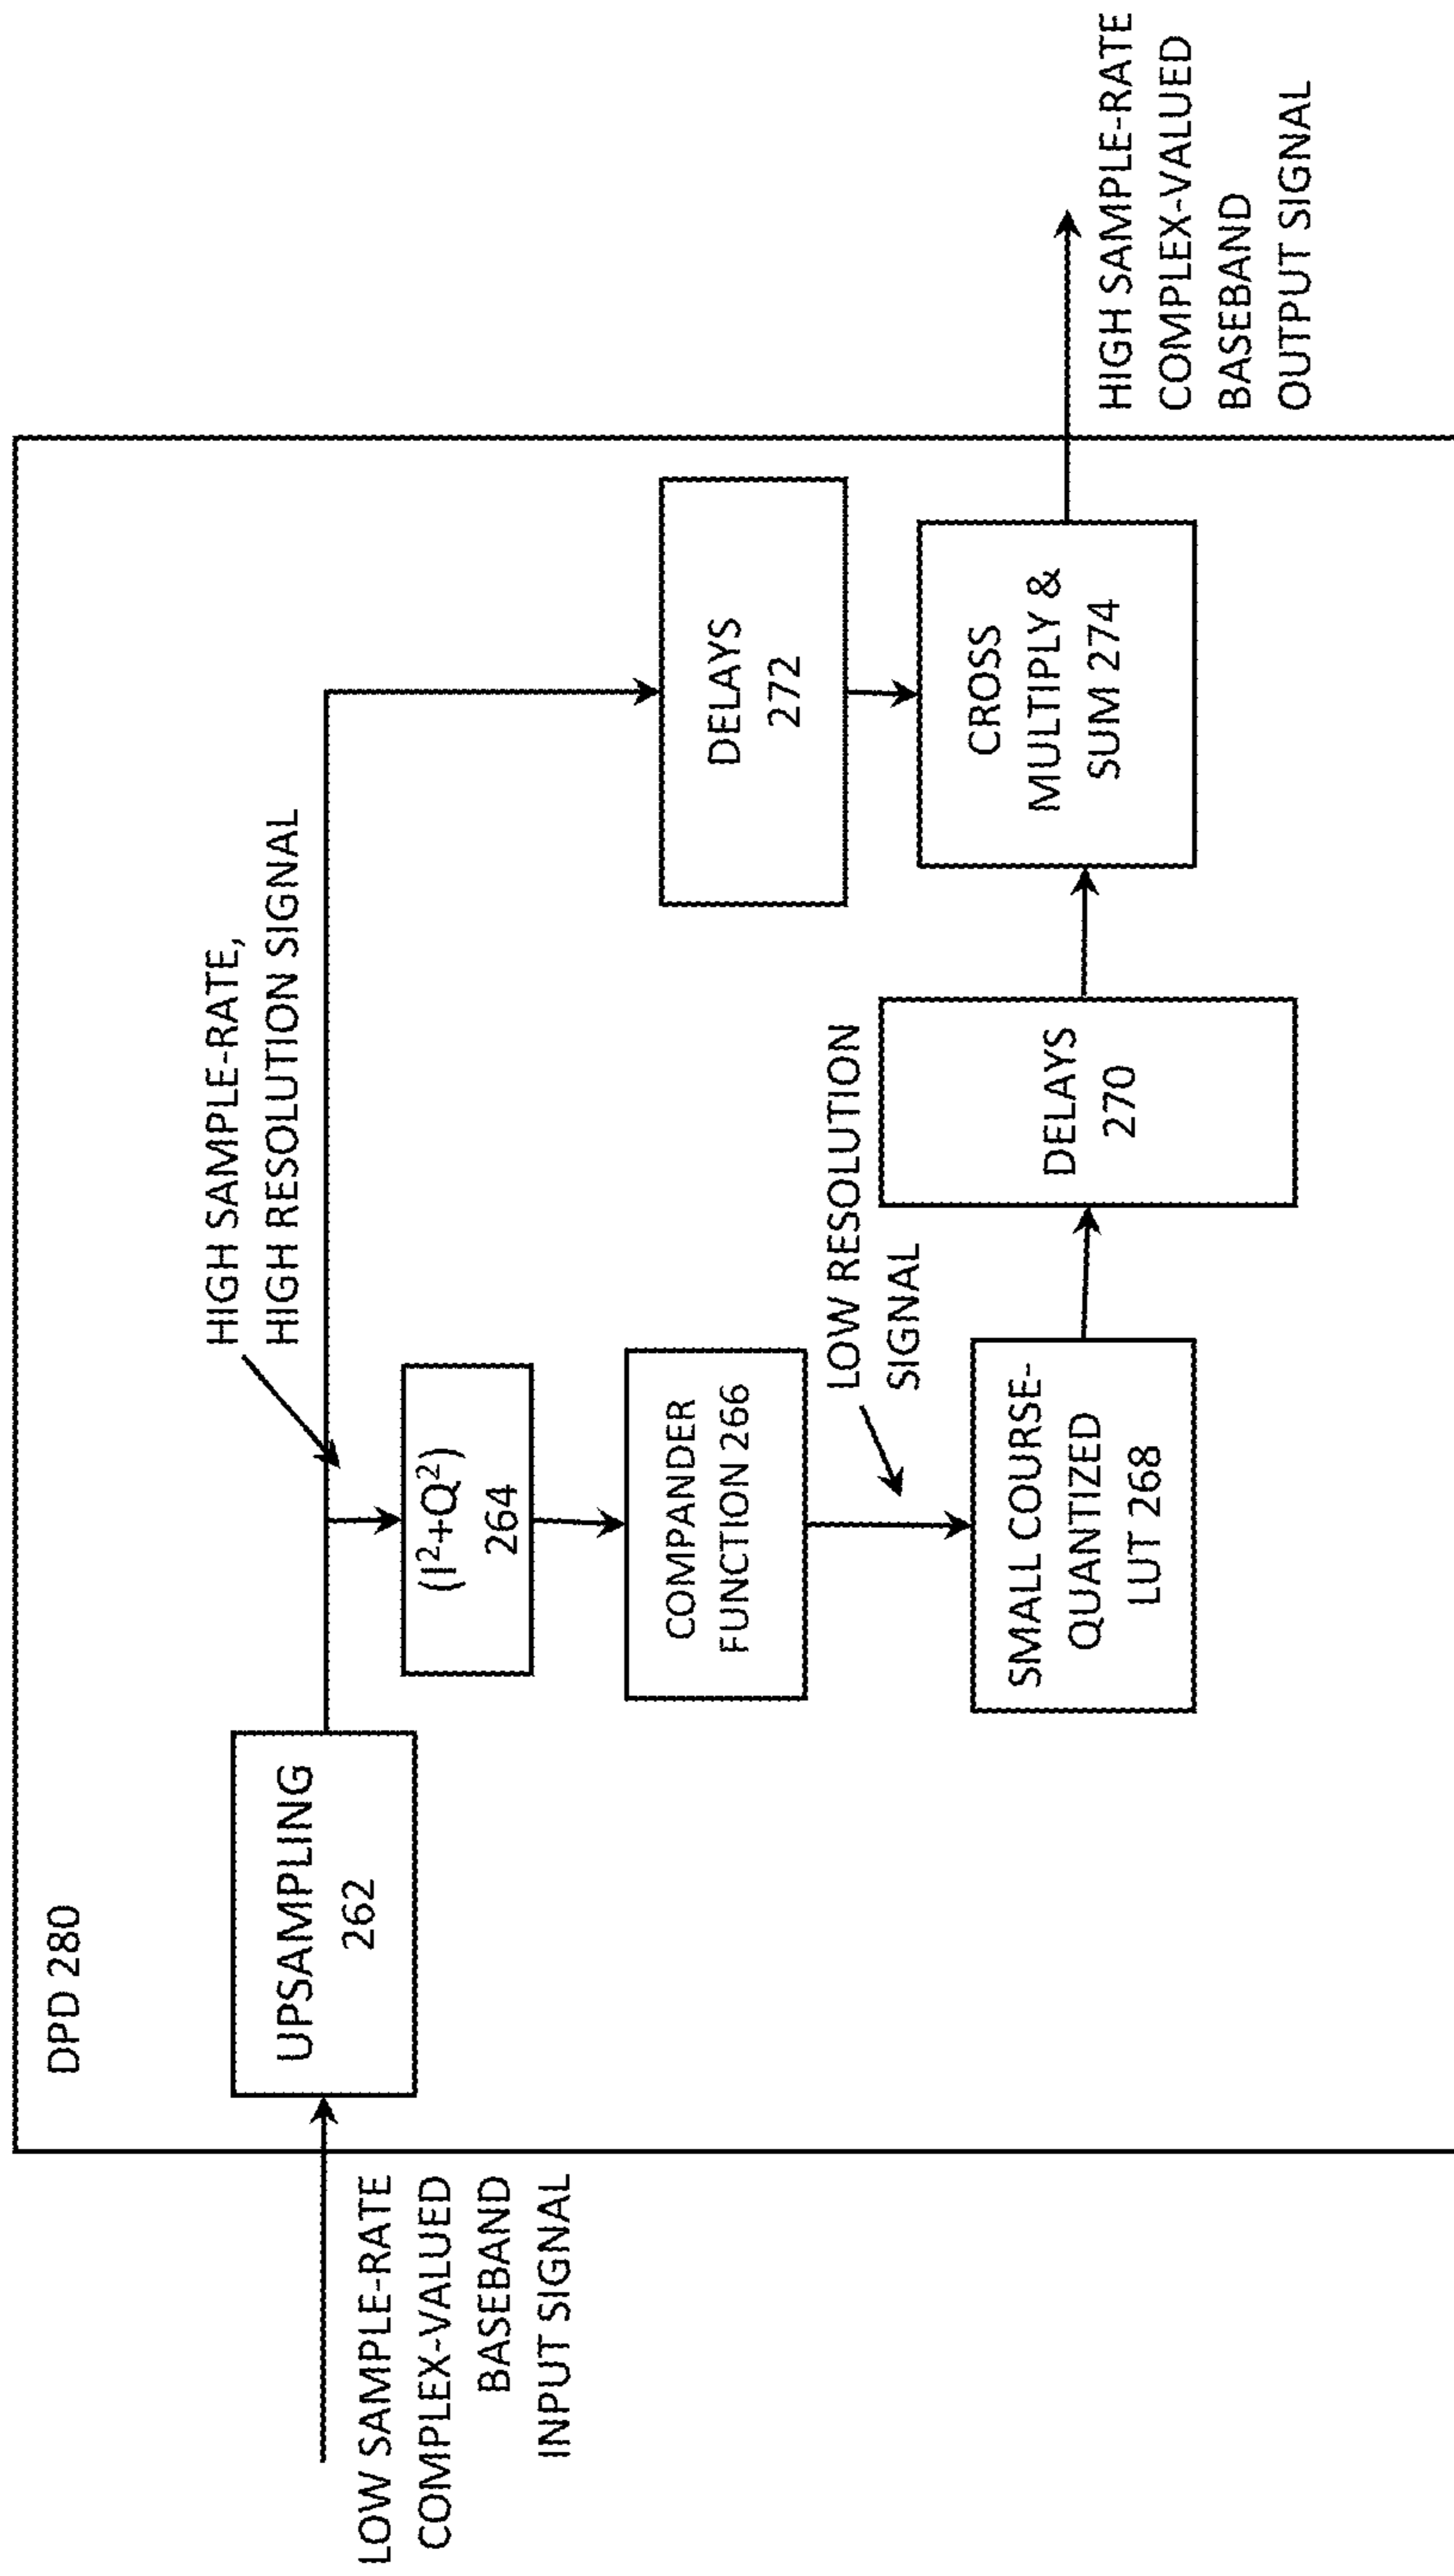 DPD 280
LOW SAMPLE-RATE
COMPLEX-VALUED
BASEBAND
INPUT SIGNAL
UPSAMPLING
262
HIGH SAMPLE-RATE,
HIGH RESOLUTION SIGNAL
(I²+Q²)
264
COMPANDER
FUNCTION 266
LOW RESOLUTION
SIGNAL
SMALL COURSE-
QUANTIZED
LUT 268
DELAYS
270
DELAYS
272
CROSS
MULTIPLY &
SUM 274
HIGH SAMPLE-RATE
COMPLEX-VALUED
BASEBAND
OUTPUT SIGNAL